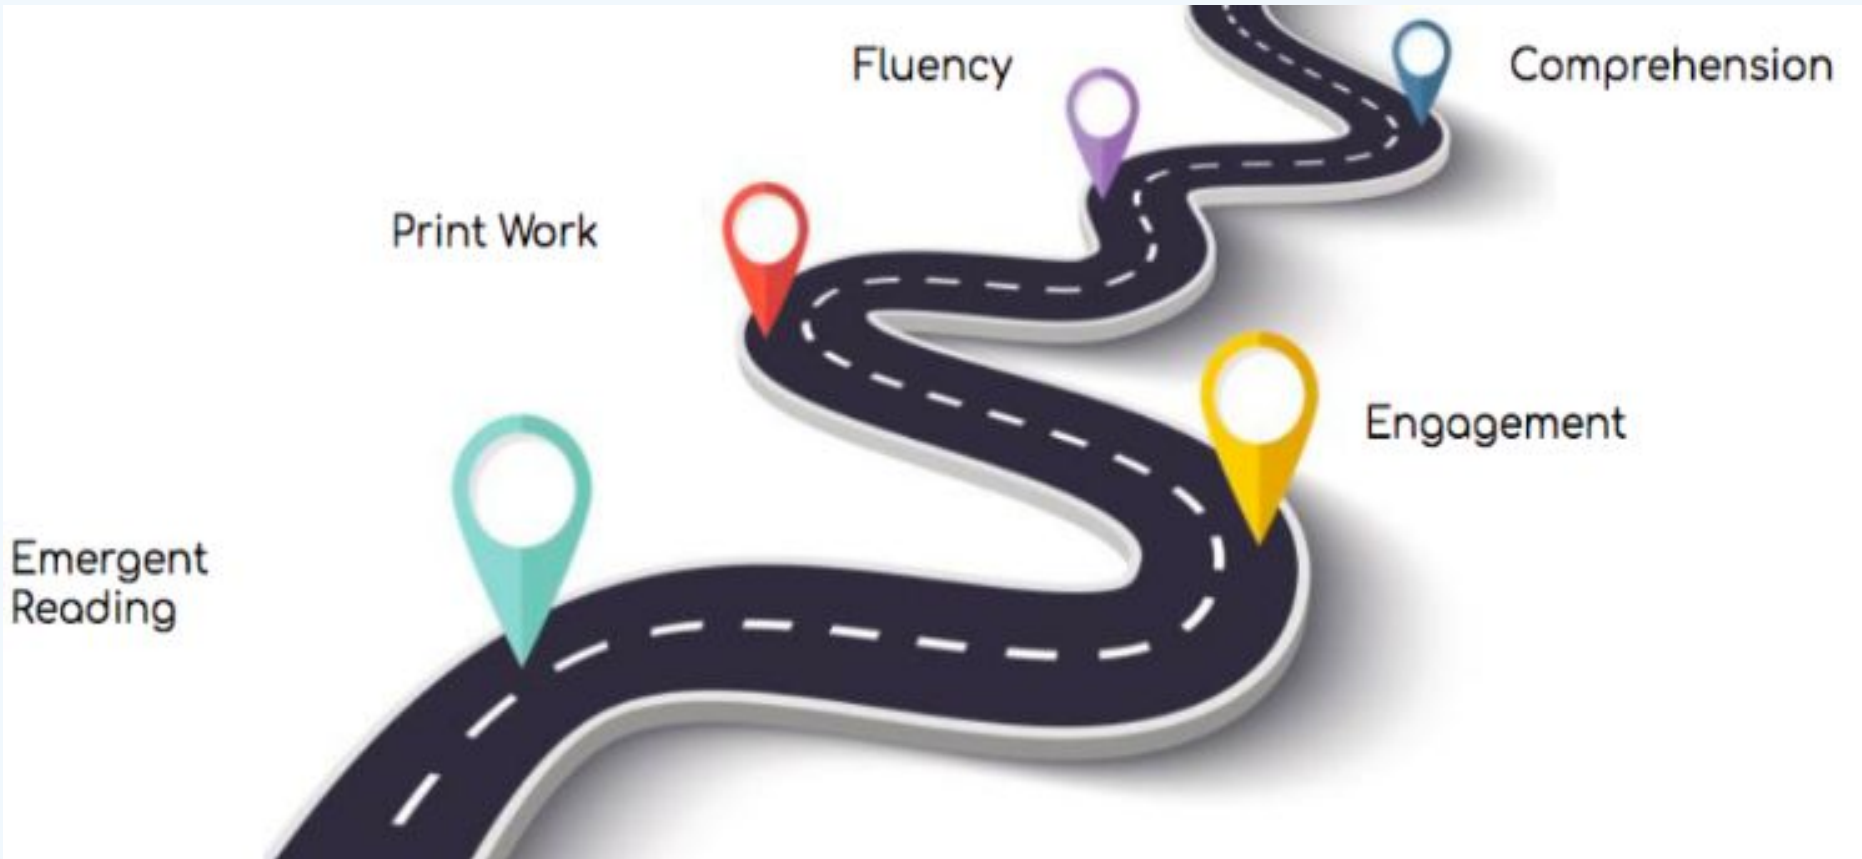 Fluency
Comprehension
Print Work
Engagement
Emergent
Reading